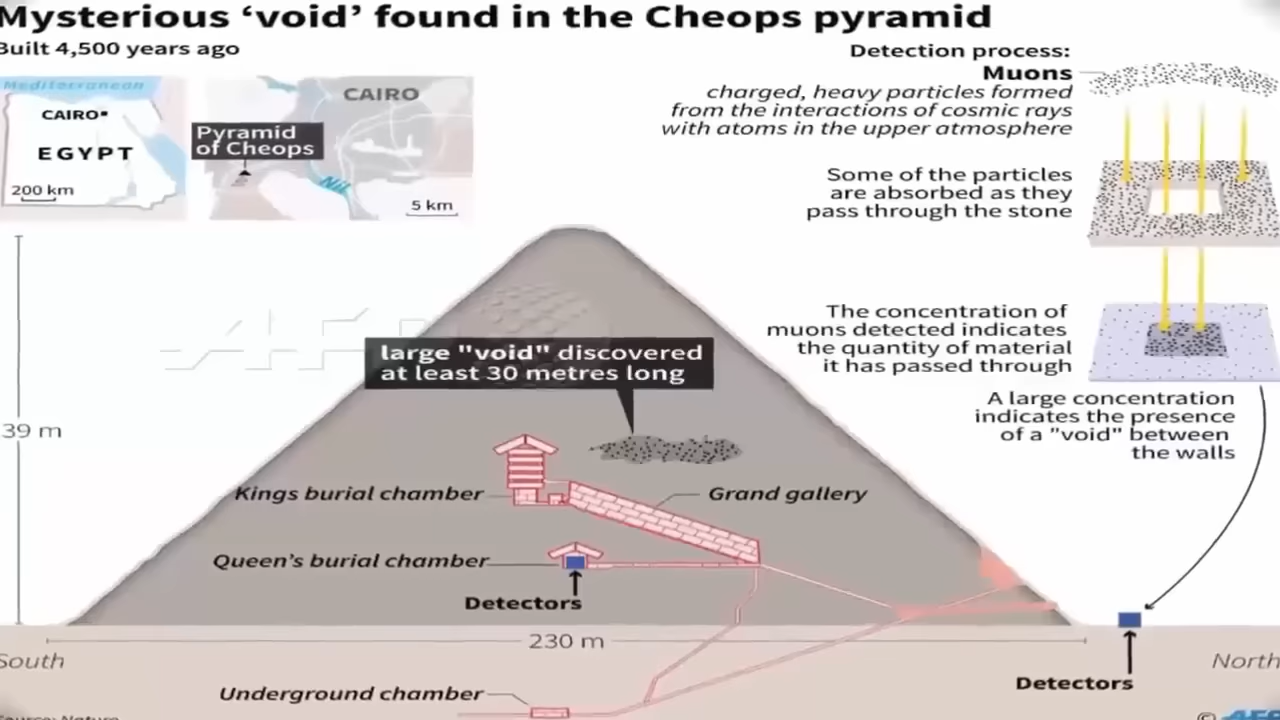 Mysterious ‘void’ found in the Cheops pyramid
Built 4,500 years ago
Mediterranean
CAIRO
EGYPT
200 km
CAIRO
Pyramid
of Cheops
Nil
5 km
Detection process:
Muons
charged, heavy particles formed
from the interactions of cosmic rays
with atoms in the upper atmosphere
Some of the particles
are absorbed as they
pass through the stone
The concentration of
muons detected indicates
the quantity of material
it has passed through
A large concentration
indicates the presence
of a "void" between
the walls
AFP
large "void" discovered
at least 30 metres long
39 m
Kings burial chamber
Grand gallery
Queen’s burial chamber
Detectors
230 m
South
North
Detectors
Underground chamber
Source: Nature
© AFP